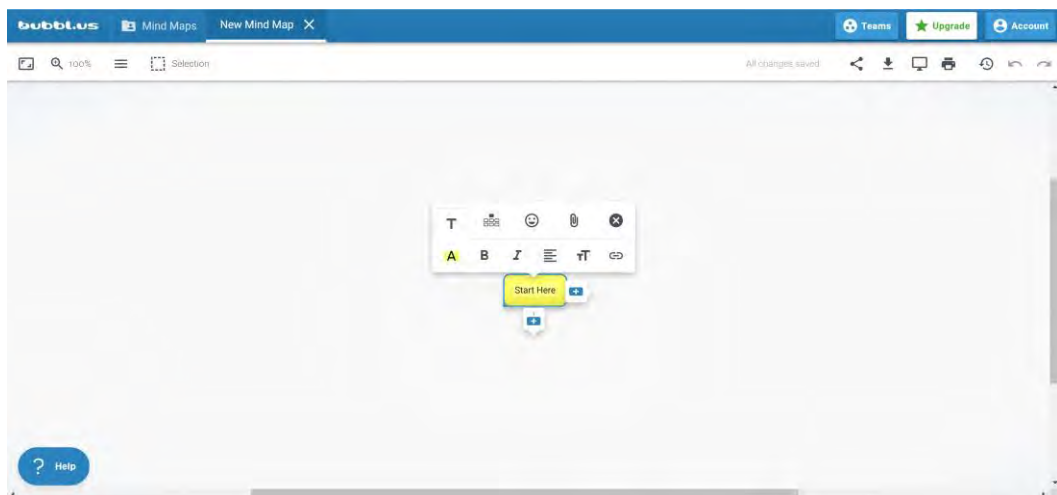 bubbl.us Mind Maps New Mind Map Teams Upgrade Account
100% Selection All changes saved
T
A B I T
Start Here
? Help